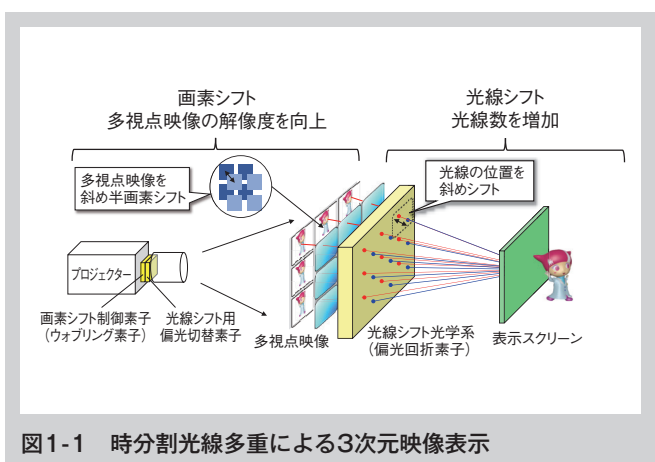 画素シフト
多視点映像の解像度を向上
光線シフト
光線数を増加
多視点映像を
斜め半画素シフト
光線の位置を
斜めシフト
プロジェクター
画素シフト制御素子
(ウォブリング素子)
光線シフト用
偏光切替素子
多視点映像
光線シフト光学系
(偏光回折素子)
表示スクリーン
図1-1 時分割光線多重による3次元映像表示